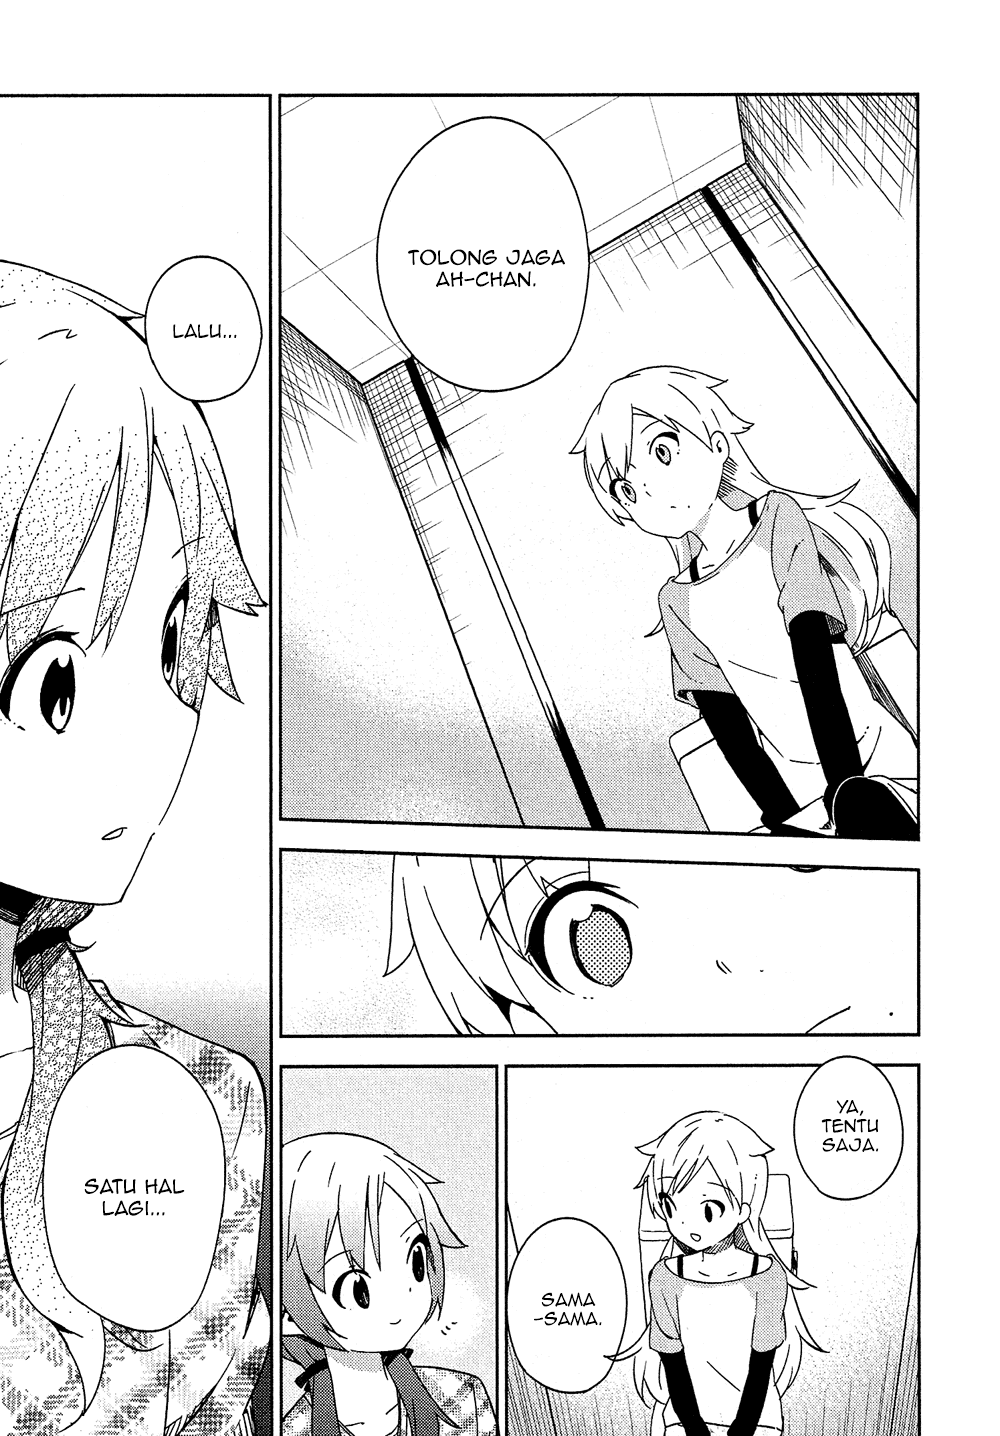 TOLONG JAGA
AH-CHAN.
YA,
TENTU
SAJA.
SAMA
-SAMA.
LALU...
SATU HAL
LAGI...